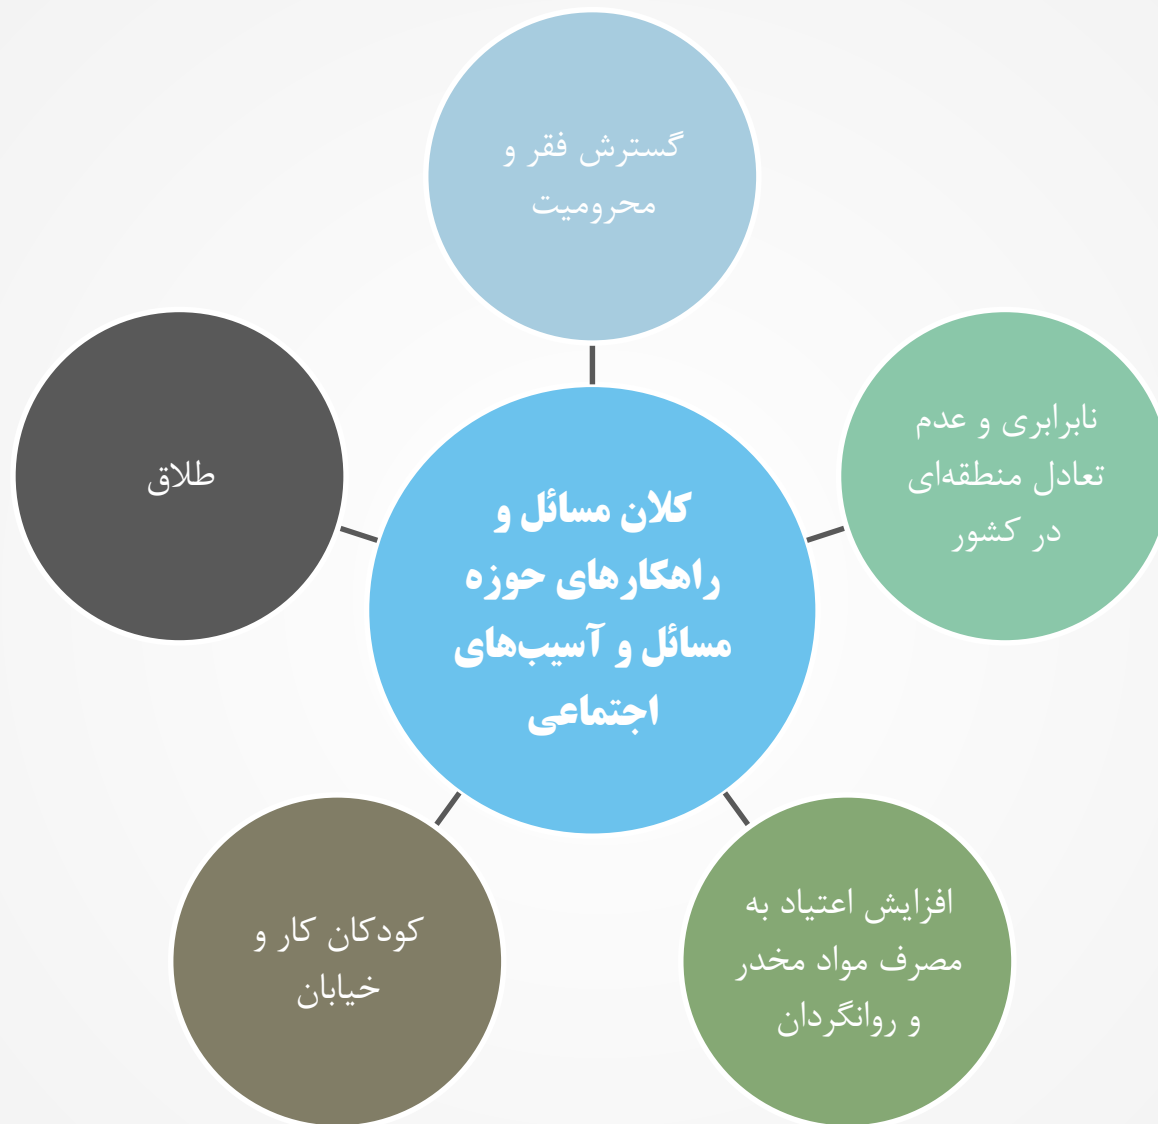 گسترش فقر و
محرومیت
نابرابری و عدم
تعادل منطقه‌ای
در کشور
طلاق
کلان مسائل و
راهکارهای حوزه
مسائل و آسیب‌های
اجتماعی
افزایش اعتیاد به
مصرف مواد مخدر
و روانگردان
کودکان کار و
خیابان